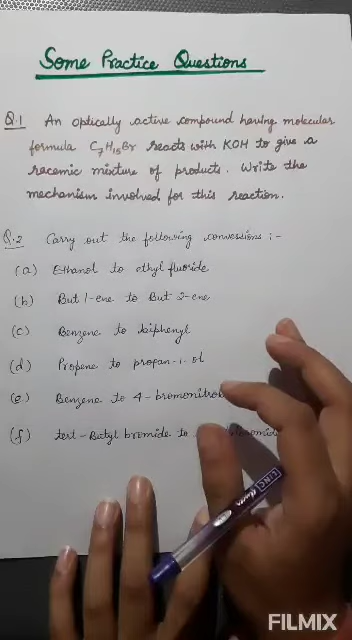 Some Practice Questions
Q.1 An optically active compound having molecular
formula C₇H₁₅Br reacts with KOH to give a
racemic mixture of products. Write the
mechanism involved for this reaction.
Q.2 Carry out the following conversions :-
(a) Ethanol to ethyl fluoride
(b) But 1-ene to But 2-ene
(c) Benzene to biphenyl
(d) Propene to propan-1-ol
(e) Benzene to 4-bromonitro
(f) tert-Butyl bromide to
LINC
FILMIX